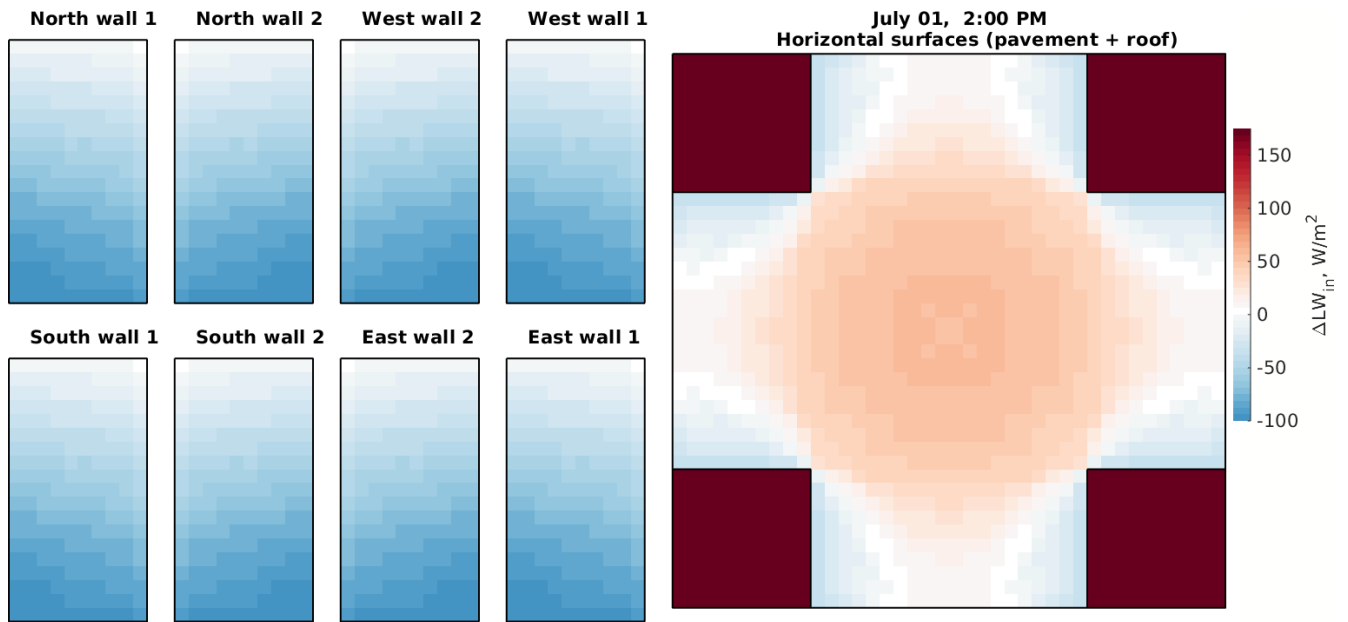 North wall 1
North wall 2
West wall 2
West wall 1
July 01,  2:00 PM
Horizontal surfaces (pavement + roof)
South wall 1
South wall 2
East wall 2
East wall 1
150
100
50
0
-50
-100
ΔLW_in, W/m²